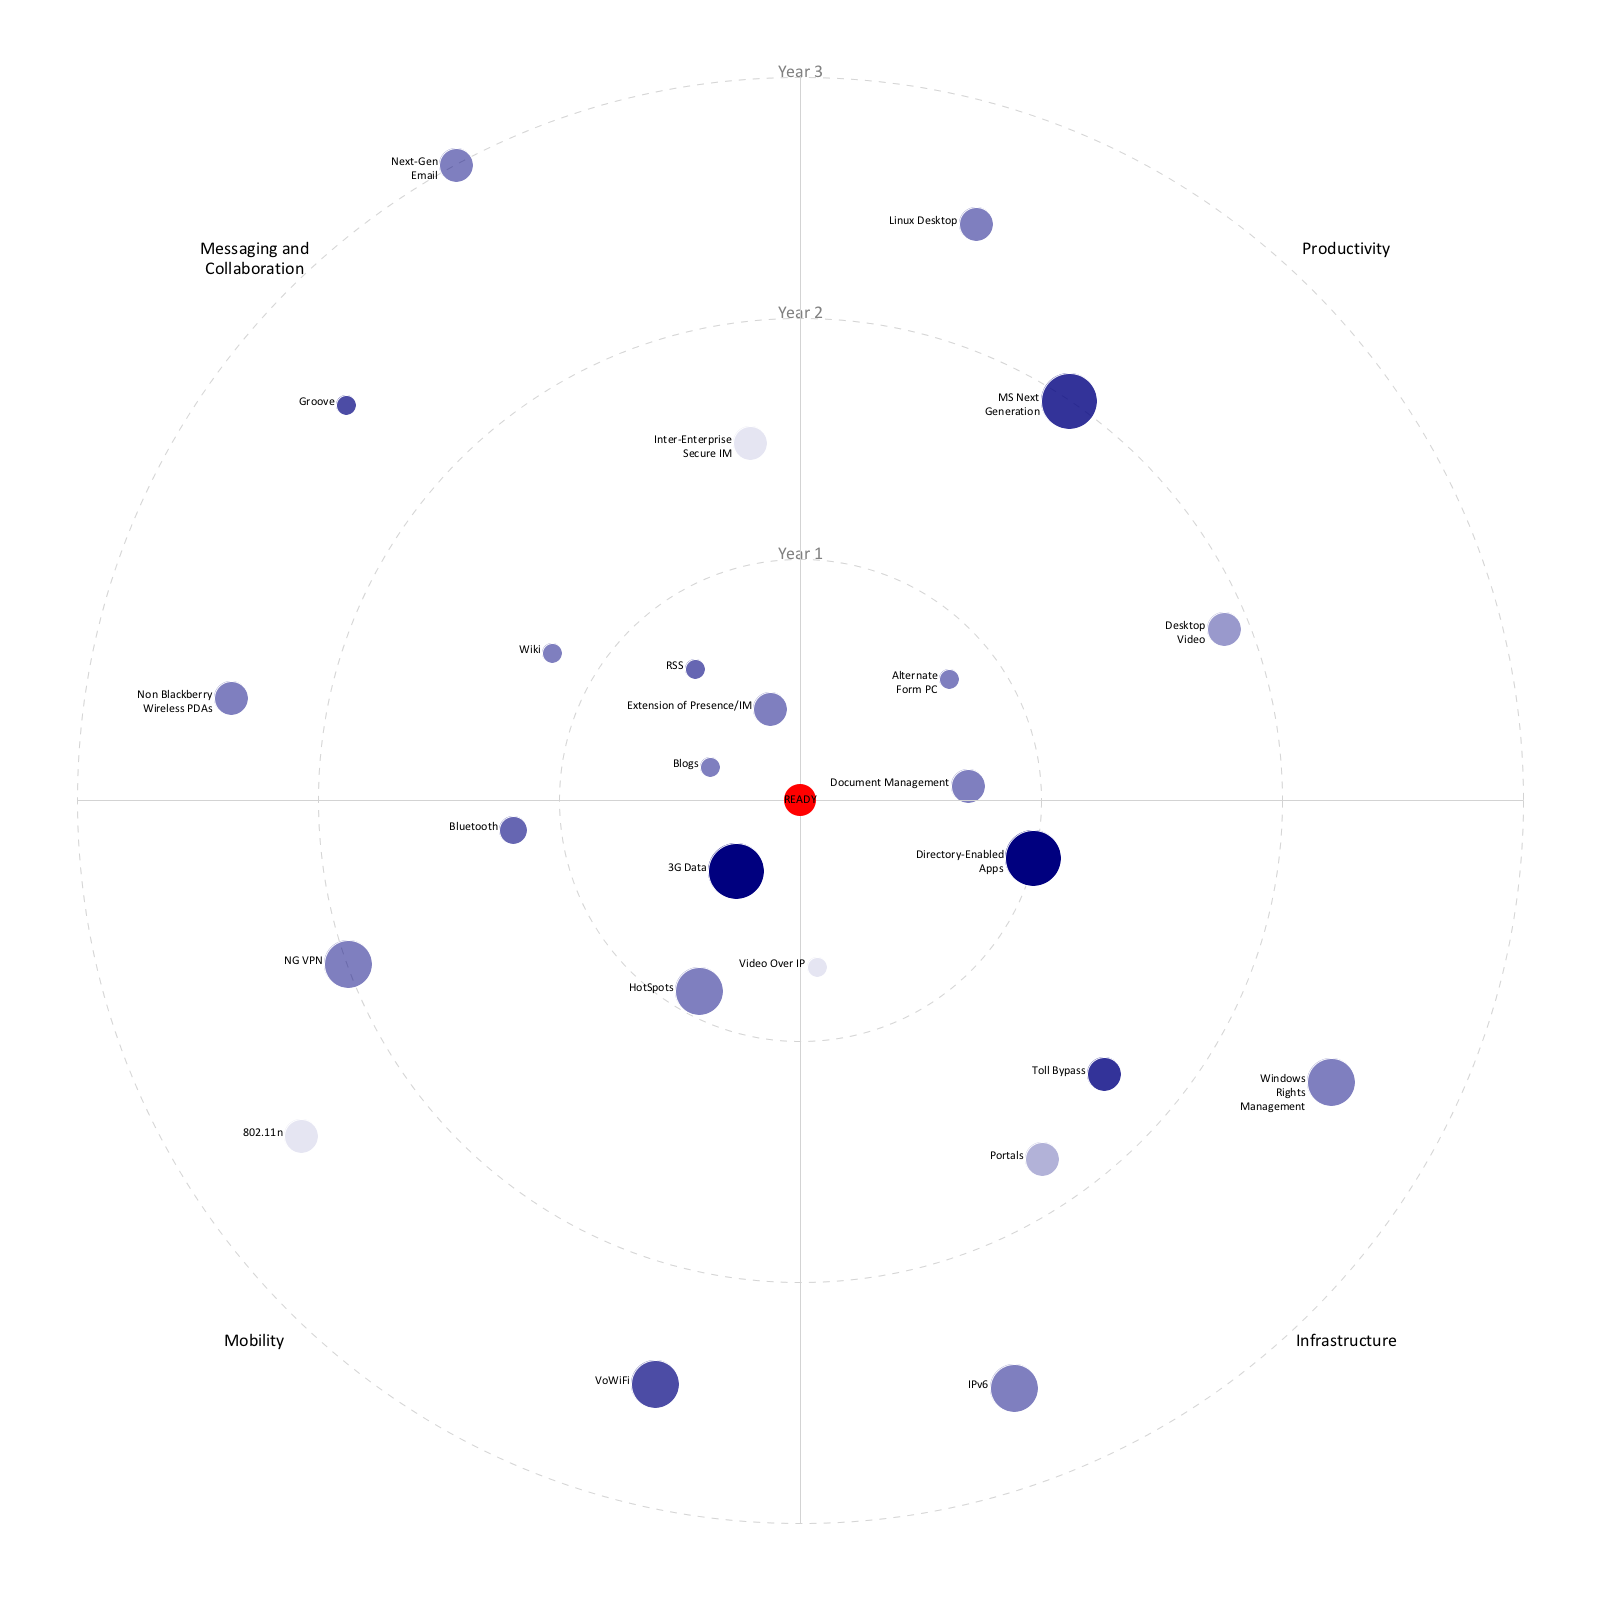 Year 3
Next-Gen
Email
Linux Desktop
Messaging and
Collaboration
Productivity
Year 2
MS Next
Generation
Groove
Inter-Enterprise
Secure IM
Year 1
Desktop
Video
Wiki
RSS
Alternate
Form PC
Non Blackberry
Wireless PDAs
Extension of Presence/IM
Blogs
Document Management
READY
Bluetooth
3G Data
Directory-Enabled
Apps
NG VPN
Video Over IP
HotSpots
Toll Bypass
Windows
Rights
Management
802.11n
Portals
Mobility
Infrastructure
VoWiFi
IPv6